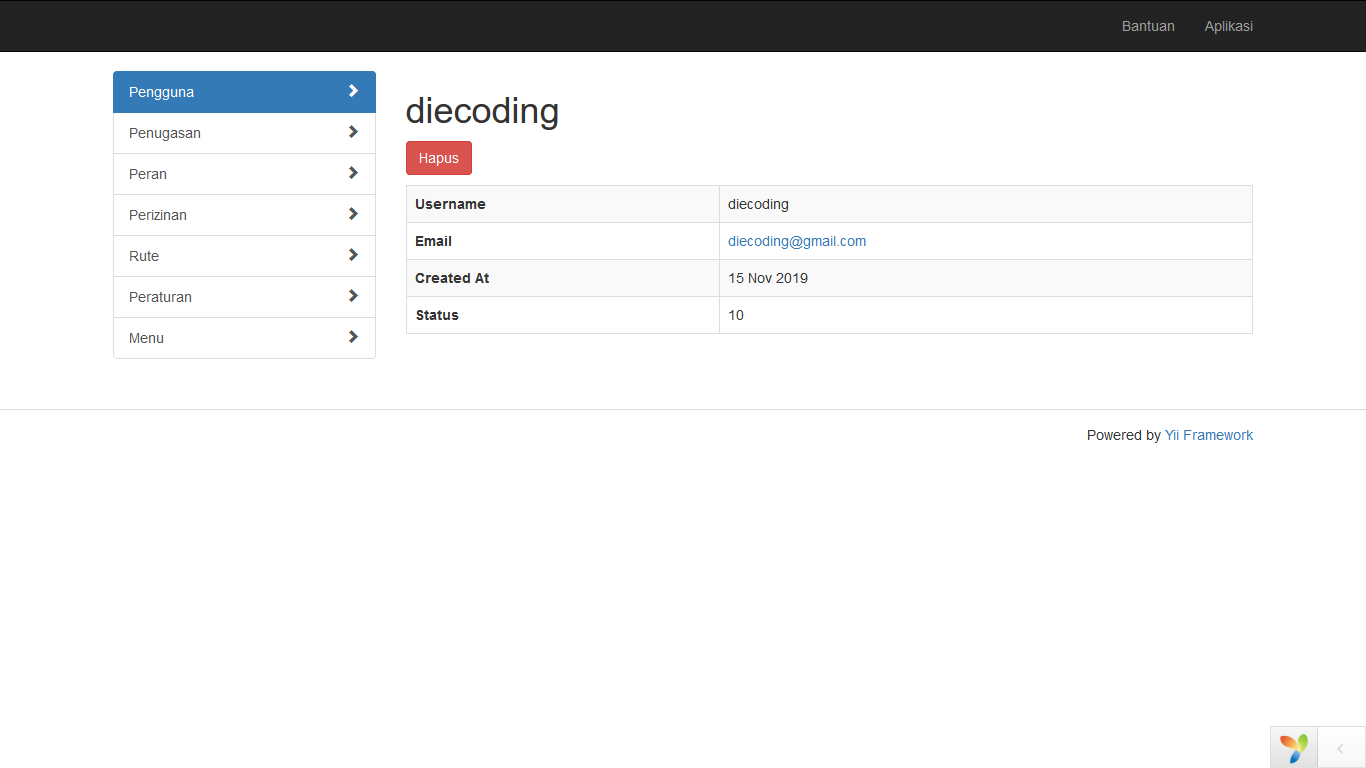 Bantuan Aplikasi
Pengguna
Penugasan
Peran
Perizinan
Rute
Peraturan
Menu
diecoding
Hapus
Username diecoding
Email diecoding@gmail.com
Created At 15 Nov 2019
Status 10
Powered by Yii Framework